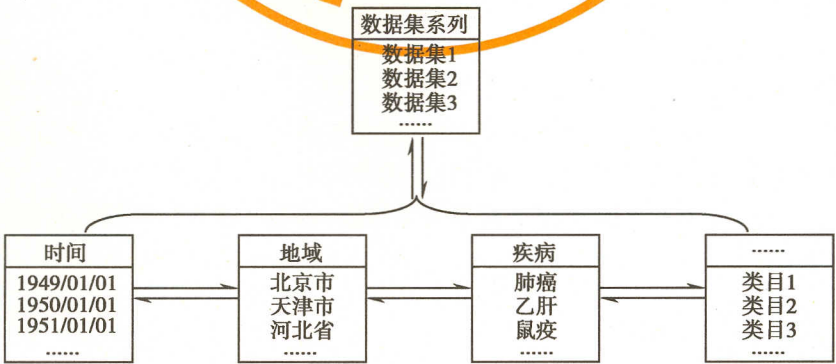 数据集系列
数据集1
数据集2
数据集3
......
时间
1949/01/01
1950/01/01
1951/01/01
......
地域
北京市
天津市
河北省
......
疾病
肺癌
乙肝
鼠疫
......
......
类目1
类目2
类目3
......